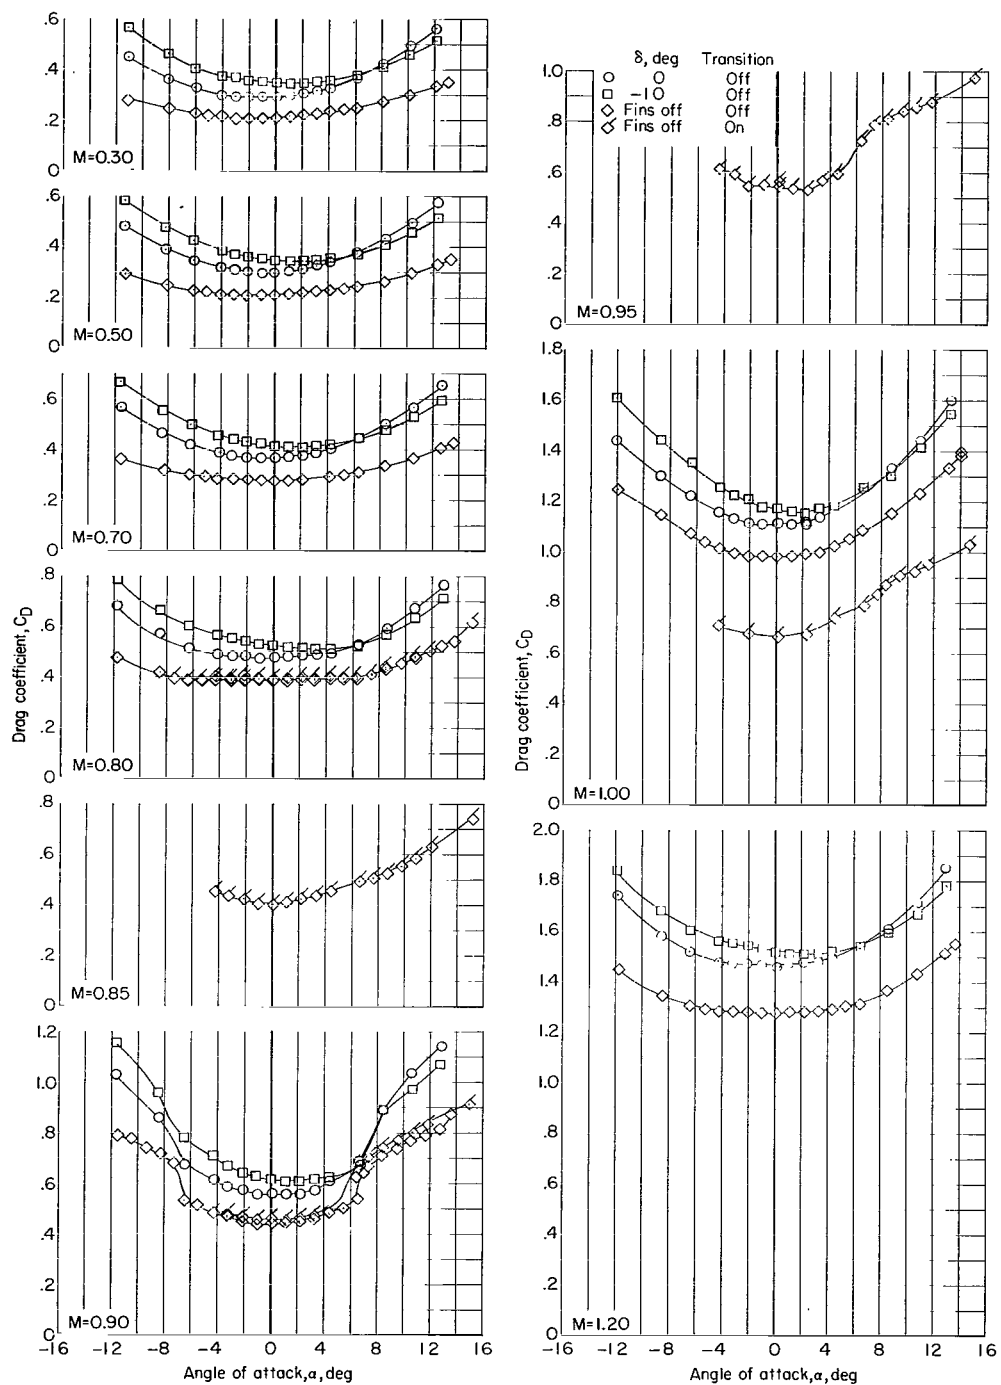 .6
.4
.2
0
M=0.30
.6
.4
.2
0
M=0.50
.6
.4
.2
0
M=0.70
.8
.6
.4
.2
0
M=0.80
Drag coefficient, C_D
.8
.6
.4
.2
0
M=0.85
1.2
1.0
.8
.6
.4
.2
0
M=0.90
-16 -12 -8 -4 0 4 8 12 16
Angle of attack, α, deg
δ, deg Transition
0 Off
-10 Off
Fins off Off
Fins off On
1.0
.8
.6
.4
.2
0
M=0.95
1.8
1.6
1.4
1.2
1.0
.8
.6
.4
.2
0
M=1.00
Drag coefficient, C_D
2.0
1.8
1.6
1.4
1.2
1.0
.8
.6
.4
.2
0
M=1.20
-16 -12 -8 -4 0 4 8 12 16
Angle of attack, α, deg